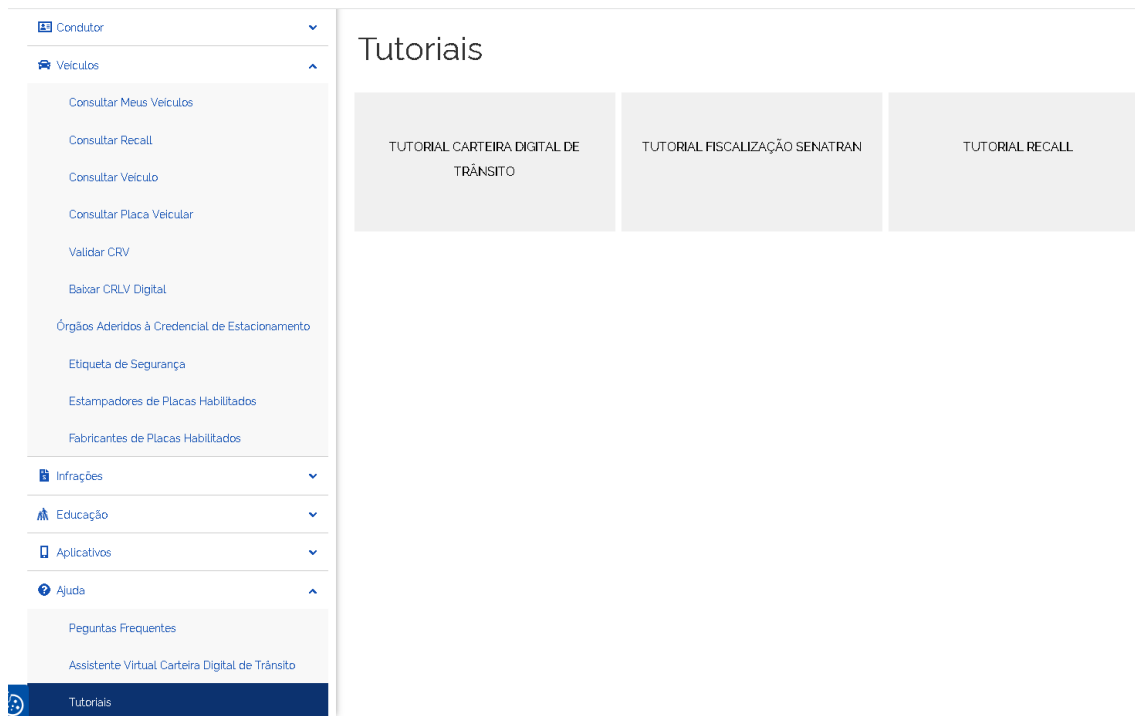 Condutor
Veículos
Consultar Meus Veículos
Consultar Recall
Consultar Veículo
Consultar Placa Veicular
Validar CRV
Baixar CRLV Digital
Órgãos Aderidos à Credencial de Estacionamento
Etiqueta de Segurança
Estampadores de Placas Habilitados
Fabricantes de Placas Habilitados
Infrações
Educação
Aplicativos
Ajuda
Peguntas Frequentes
Assistente Virtual Carteira Digital de Trânsito
Tutoriais
Tutoriais
TUTORIAL CARTEIRA DIGITAL DE
TRÂNSITO
TUTORIAL FISCALIZAÇÃO SENATRAN
TUTORIAL RECALL